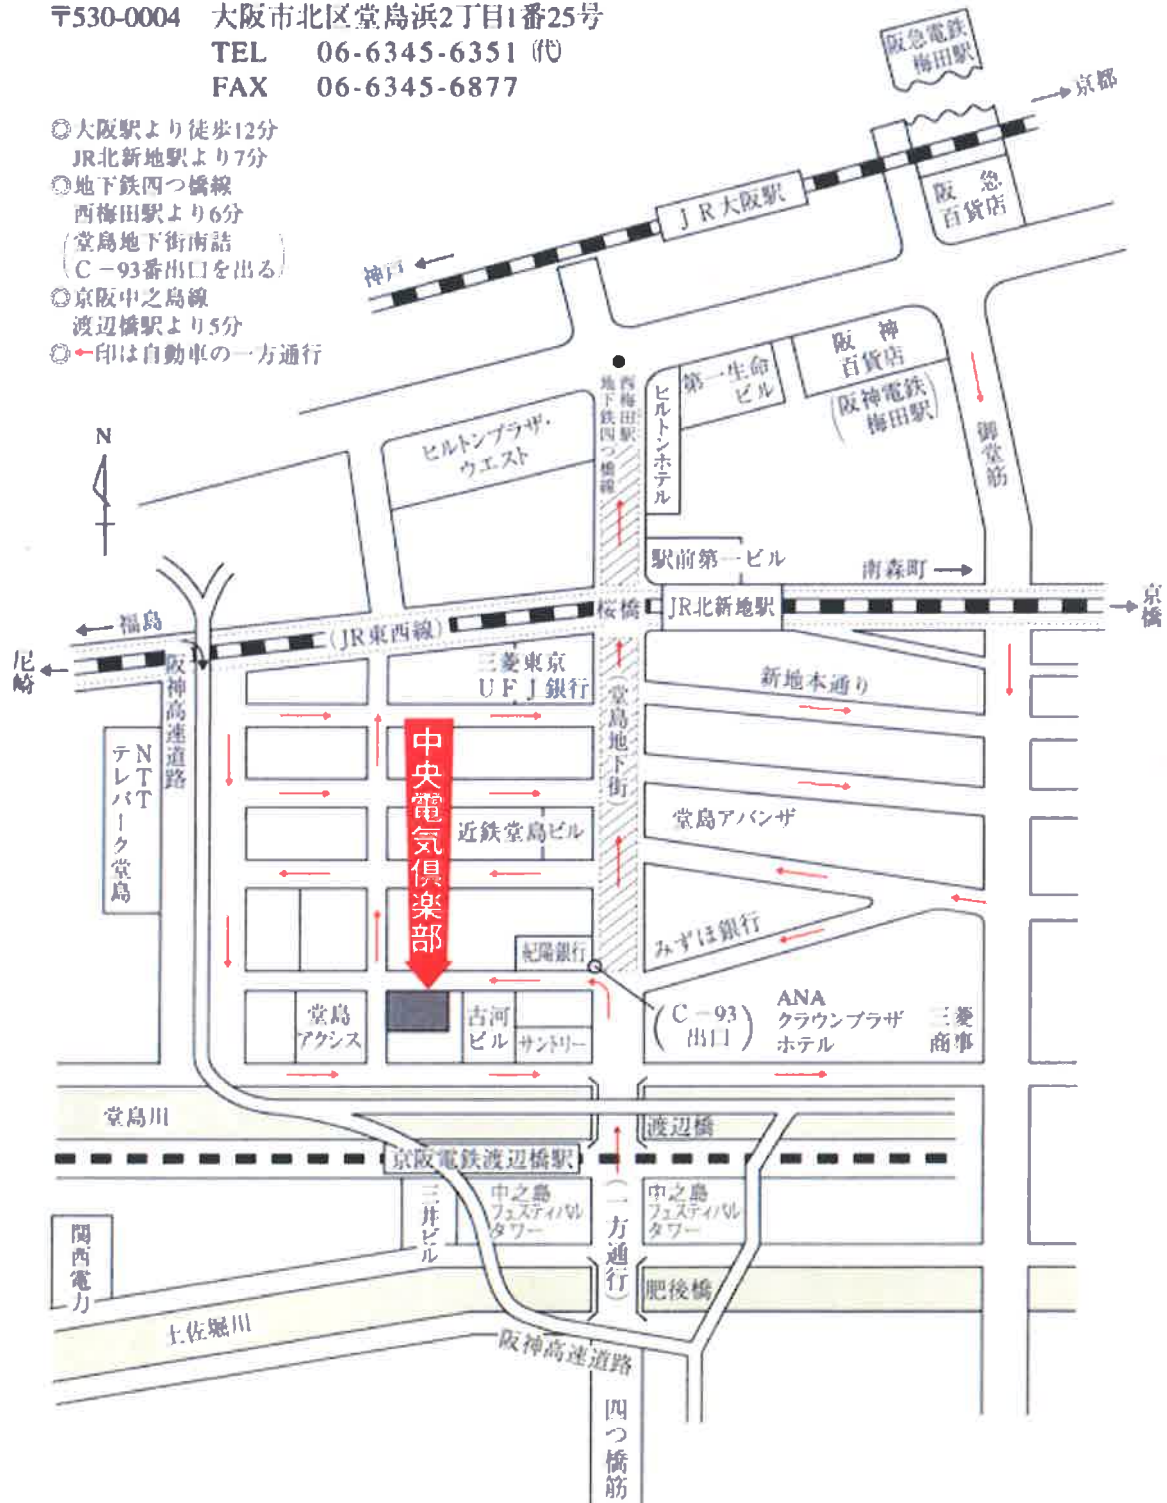 〒530-0004 大阪市北区堂島浜2丁目1番25号
TEL 06-6345-6351 ㈹
FAX 06-6345-6877
◎大阪駅より徒歩12分
JR北新地駅より7分
◎地下鉄四つ橋線
西梅田駅より6分
(堂島地下街南詰
C-93番出口を出る)
◎京阪中之島線
渡辺橋駅より5分
◎←印は自動車の一方通行
阪急電鉄
梅田駅
→京都
JR大阪駅
阪急
百貨店
神戸←
阪神
百貨店
(阪神電鉄
梅田駅)
第一生命
ビル
ヒルトンホテル
西梅田駅
地下鉄四つ橋線
御堂筋
ヒルトンプラザ・
ウエスト
N
駅前第一ビル
南森町→
京橋
←福島
(JR東西線)
桜橋
JR北新地駅
尼崎←
阪神高速道路
三菱東京
UFJ銀行
新地本通り
(堂島地下街)
NTT
テレパーク堂島
中央電気倶楽部
近鉄堂島ビル
堂島アバンザ
紀陽銀行
みずほ銀行
堂島
アクシス
古河
ビル
サントリー
(C-93
出口)
ANA
クラウンプラザ
ホテル
三菱
商事
堂島川
渡辺橋
京阪電鉄渡辺橋駅
三井ビル
中之島
フェスティバル
タワー
(一方通行)
中之島
フェスティバル
タワー
関西電力
肥後橋
土佐堀川
阪神高速道路
四つ橋筋